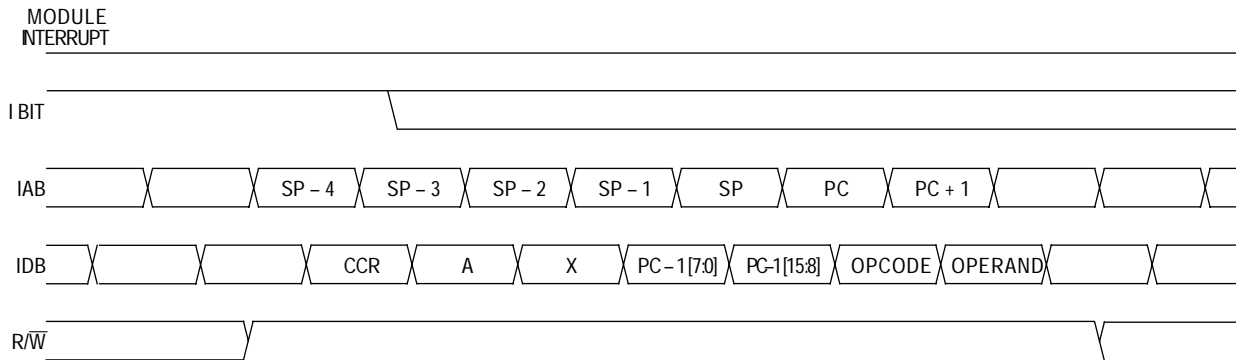 MODULE
INTERRUPT
I BIT
IAB SP – 4 SP – 3 SP – 2 SP – 1 SP PC PC + 1
IDB CCR A X PC – 1 [7:0] PC–1 [15:8] OPCODE OPERAND
R/W̅